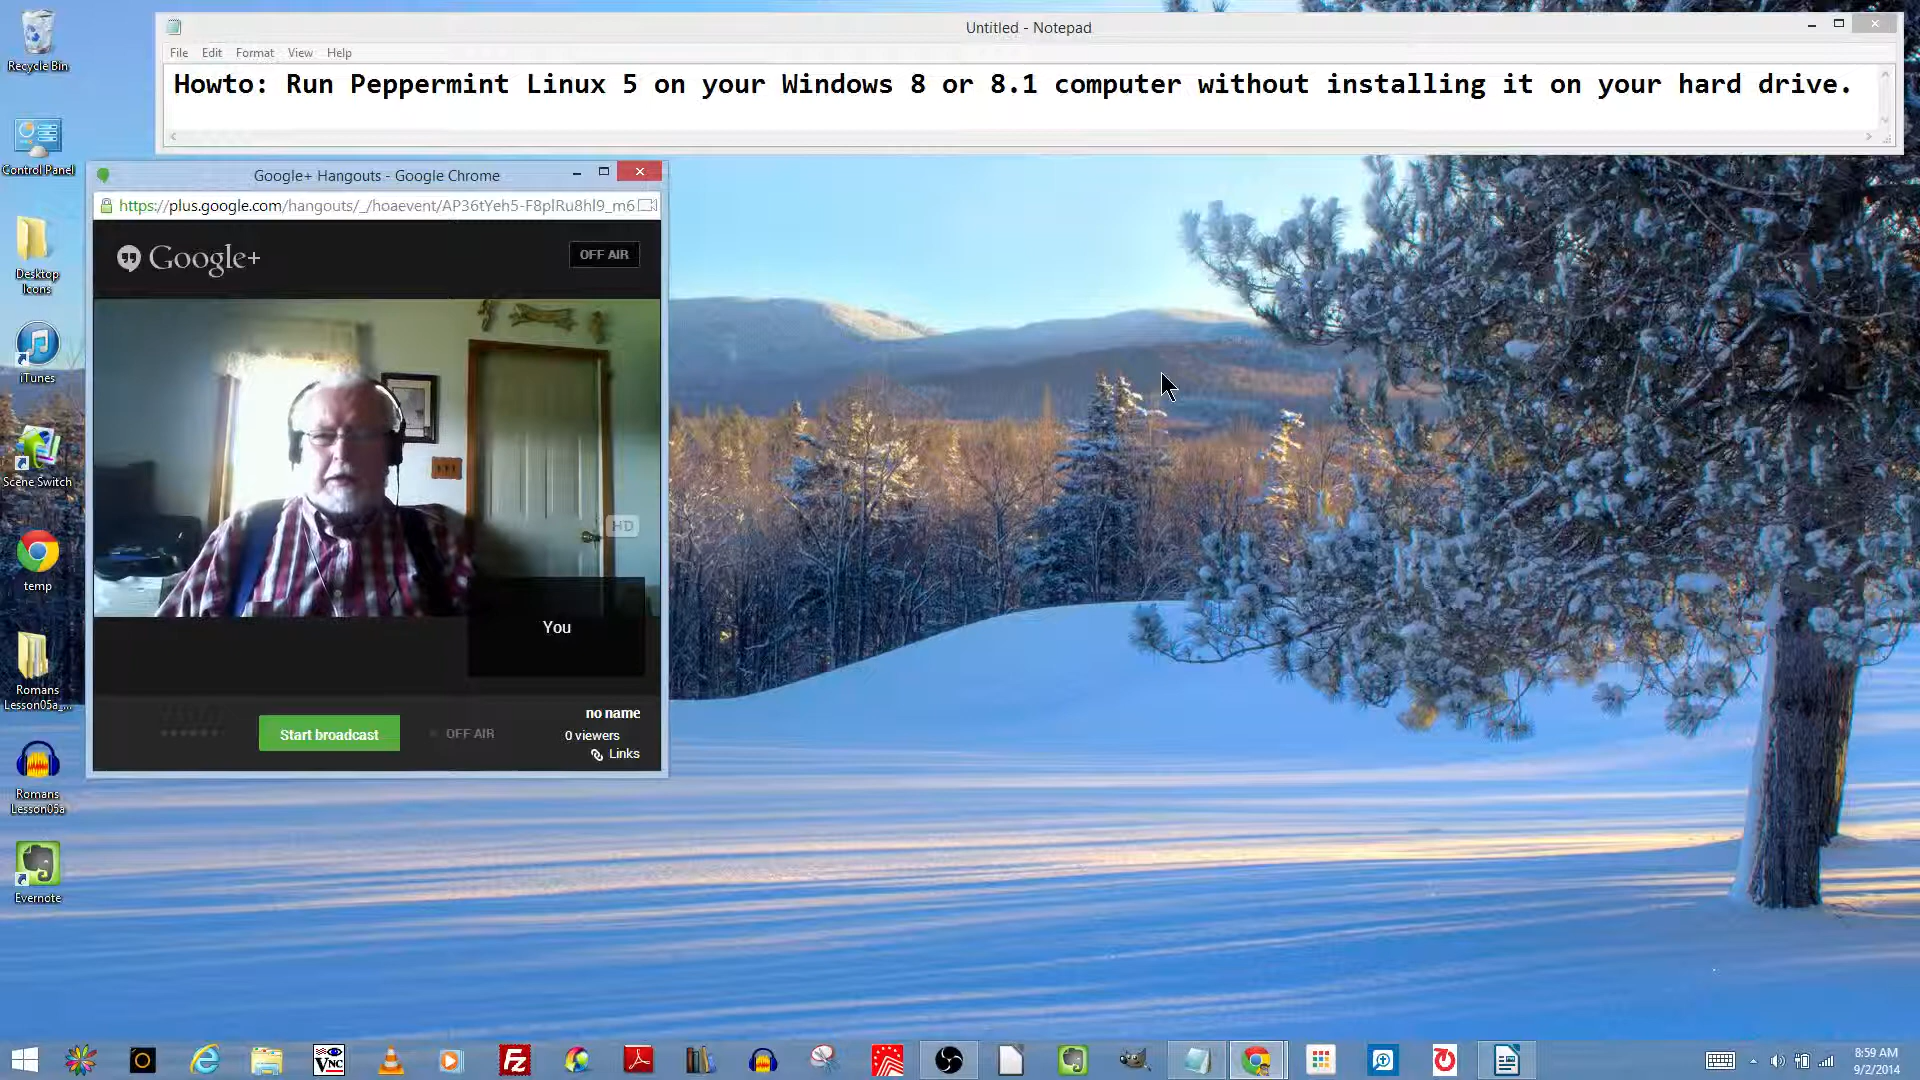 Untitled - Notepad
File Edit Format View Help
Howto: Run Peppermint Linux 5 on your Windows 8 or 8.1 computer without installing it on your hard drive.
Recycle Bin
Control Panel
Desktop
Icons
iTunes
Scene Switch
temp
Romans
Lesson05a_...
Romans
Lesson05a
Evernote
Google+ Hangouts - Google Chrome
https://plus.google.com/hangouts/_/hoaevent/AP36tYeh5-F8plRu8hl9_m6
Google+
OFF AIR
HD
You
Start broadcast
OFF AIR
no name
0 viewers
Links
VNC
Fz
8:59 AM
9/2/2014